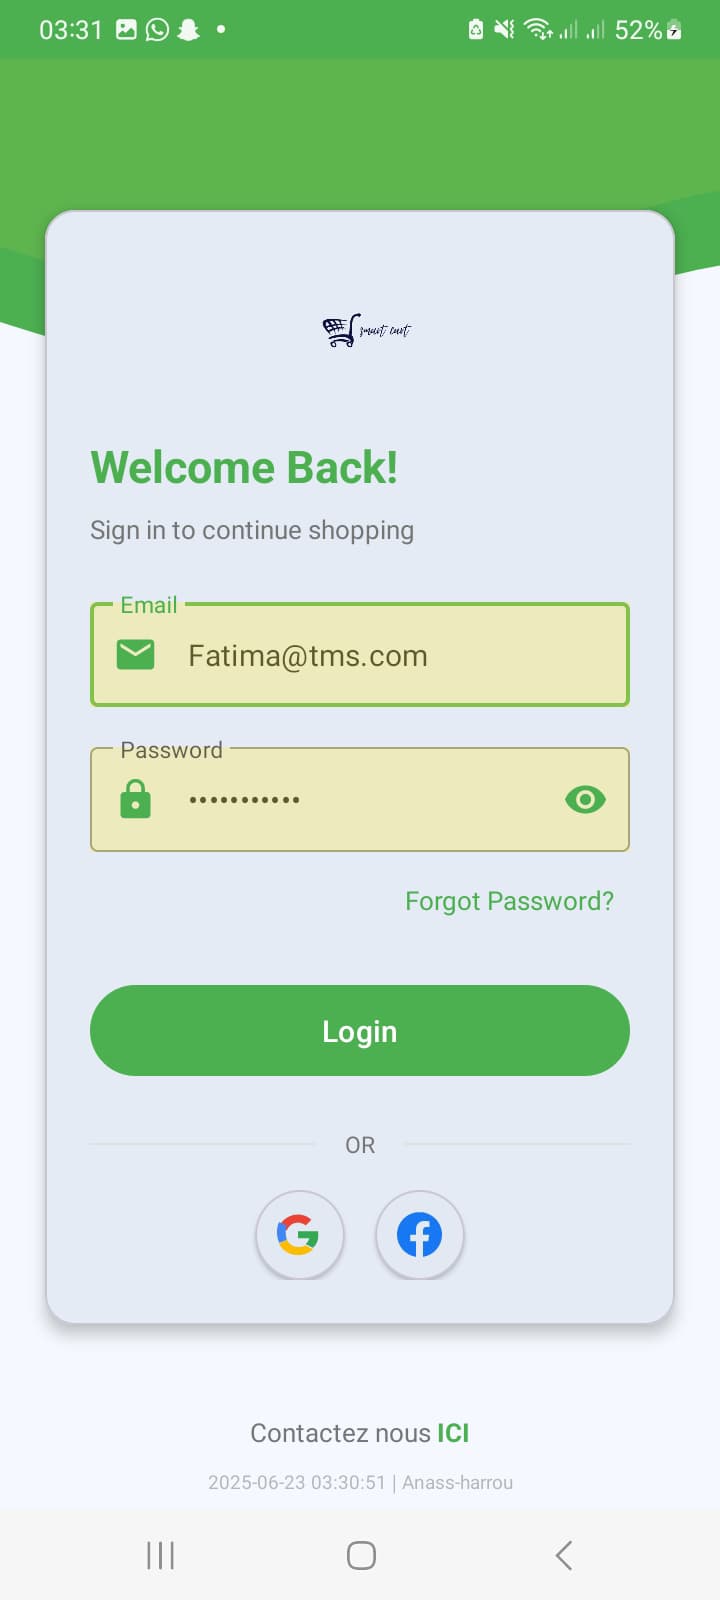 03:31 52%
smart cart
Welcome Back!
Sign in to continue shopping
Email
Fatima@tms.com
Password
•••••••••••
Forgot Password?
Login
OR
Contactez nous ICI
2025-06-23 03:30:51 | Anass-harrou